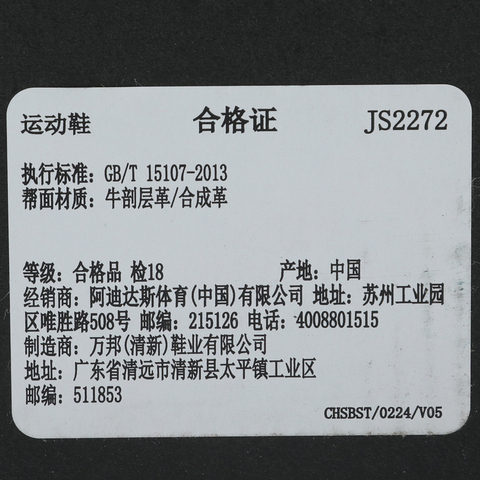 运动鞋 合格证 JS2272
执行标准: GB/T 15107-2013
帮面材质: 牛剖层革/合成革
等级: 合格品 检18 产地: 中国
经销商: 阿迪达斯体育(中国)有限公司 地址: 苏州工业园
区唯胜路508号 邮编: 215126 电话: 4008801515
制造商: 万邦(清新)鞋业有限公司
地址: 广东省清远市清新县太平镇工业区
邮编: 511853
CHSBST/0224/V05